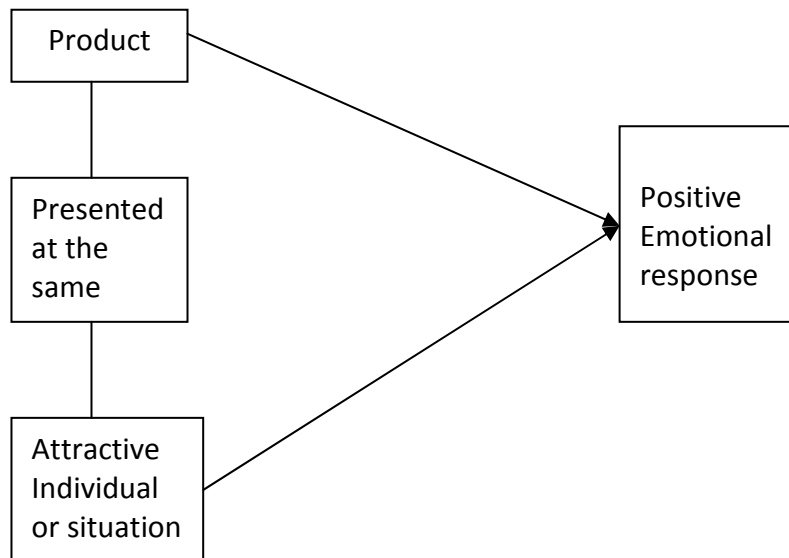 Product
Presented
at the
same
Attractive
Individual
or situation
Positive
Emotional
response